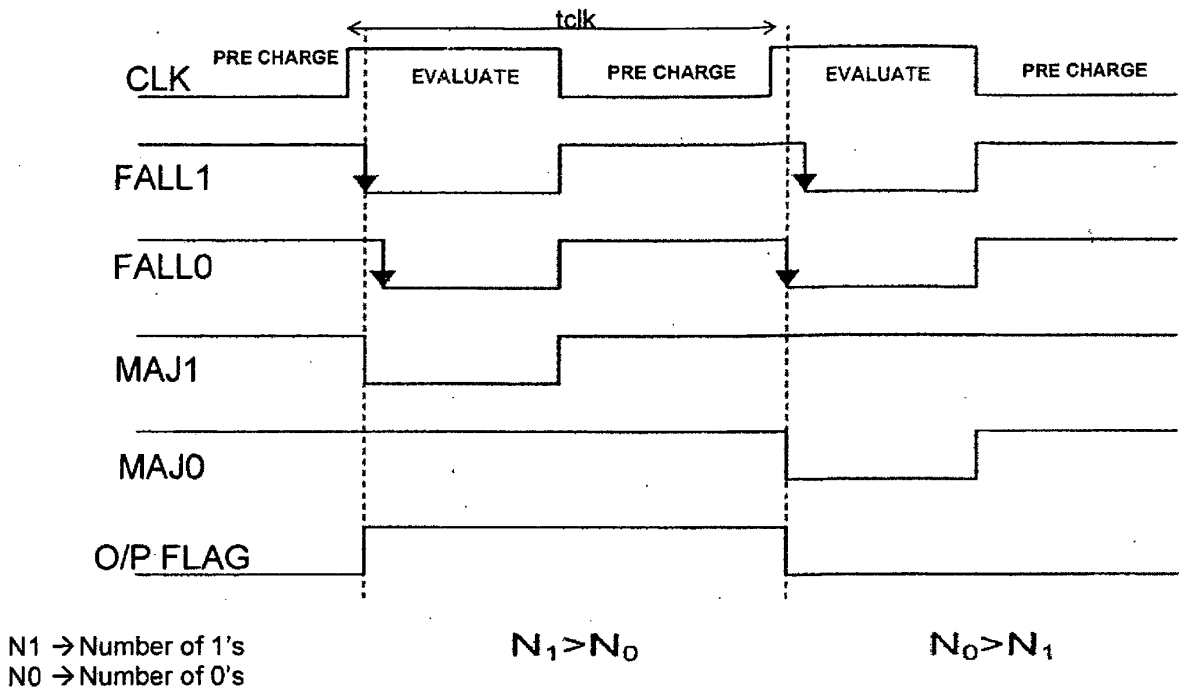 tclk
CLK PRE CHARGE EVALUATE PRE CHARGE EVALUATE PRE CHARGE
FALL1
FALL0
MAJ1
MAJ0
O/P FLAG
N1 → Number of 1's
N0 → Number of 0's
N₁>N₀ N₀>N₁